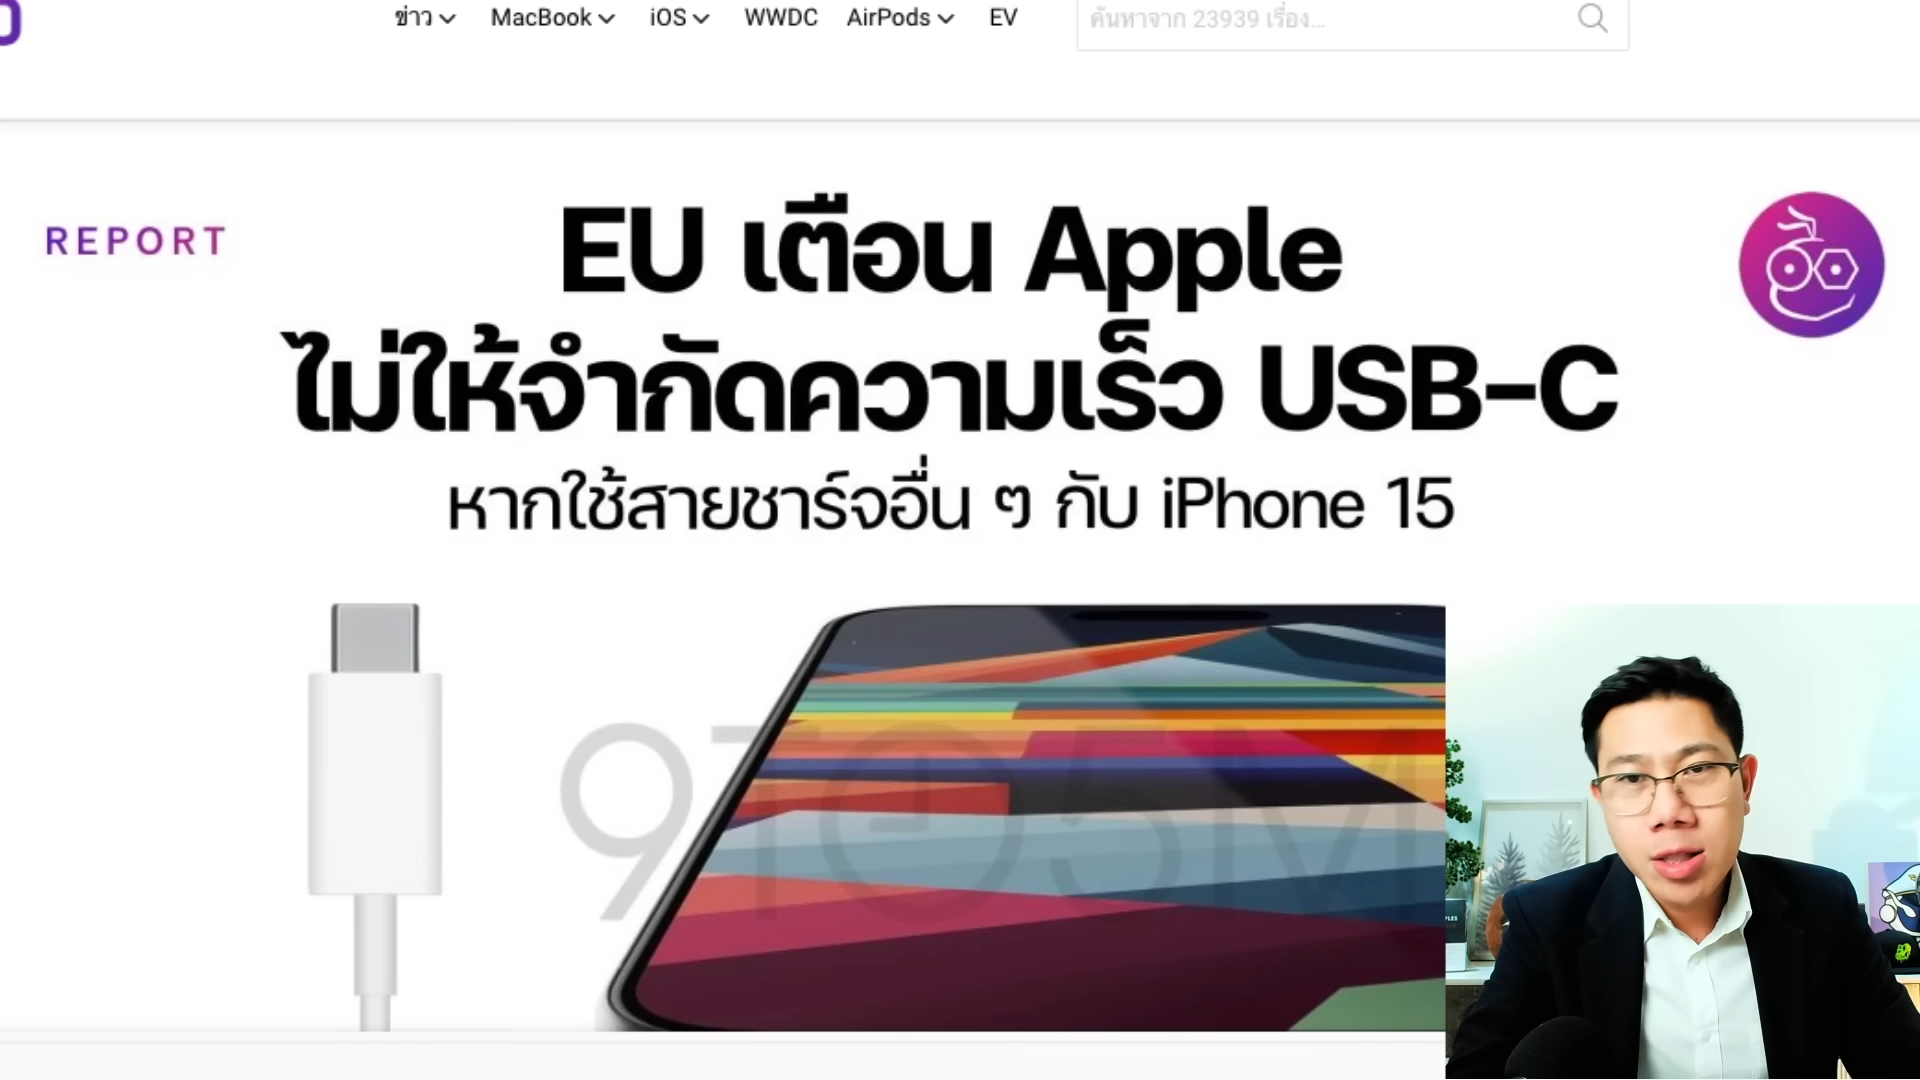 ข่าว MacBook iOS WWDC AirPods EV ค้นหาจาก 23939 เรื่อง...
REPORT
EU เตือน Apple
ไม่ให้จำกัดความเร็ว USB-C
หากใช้สายชาร์จอื่น ๆ กับ iPhone 15
9TO5M